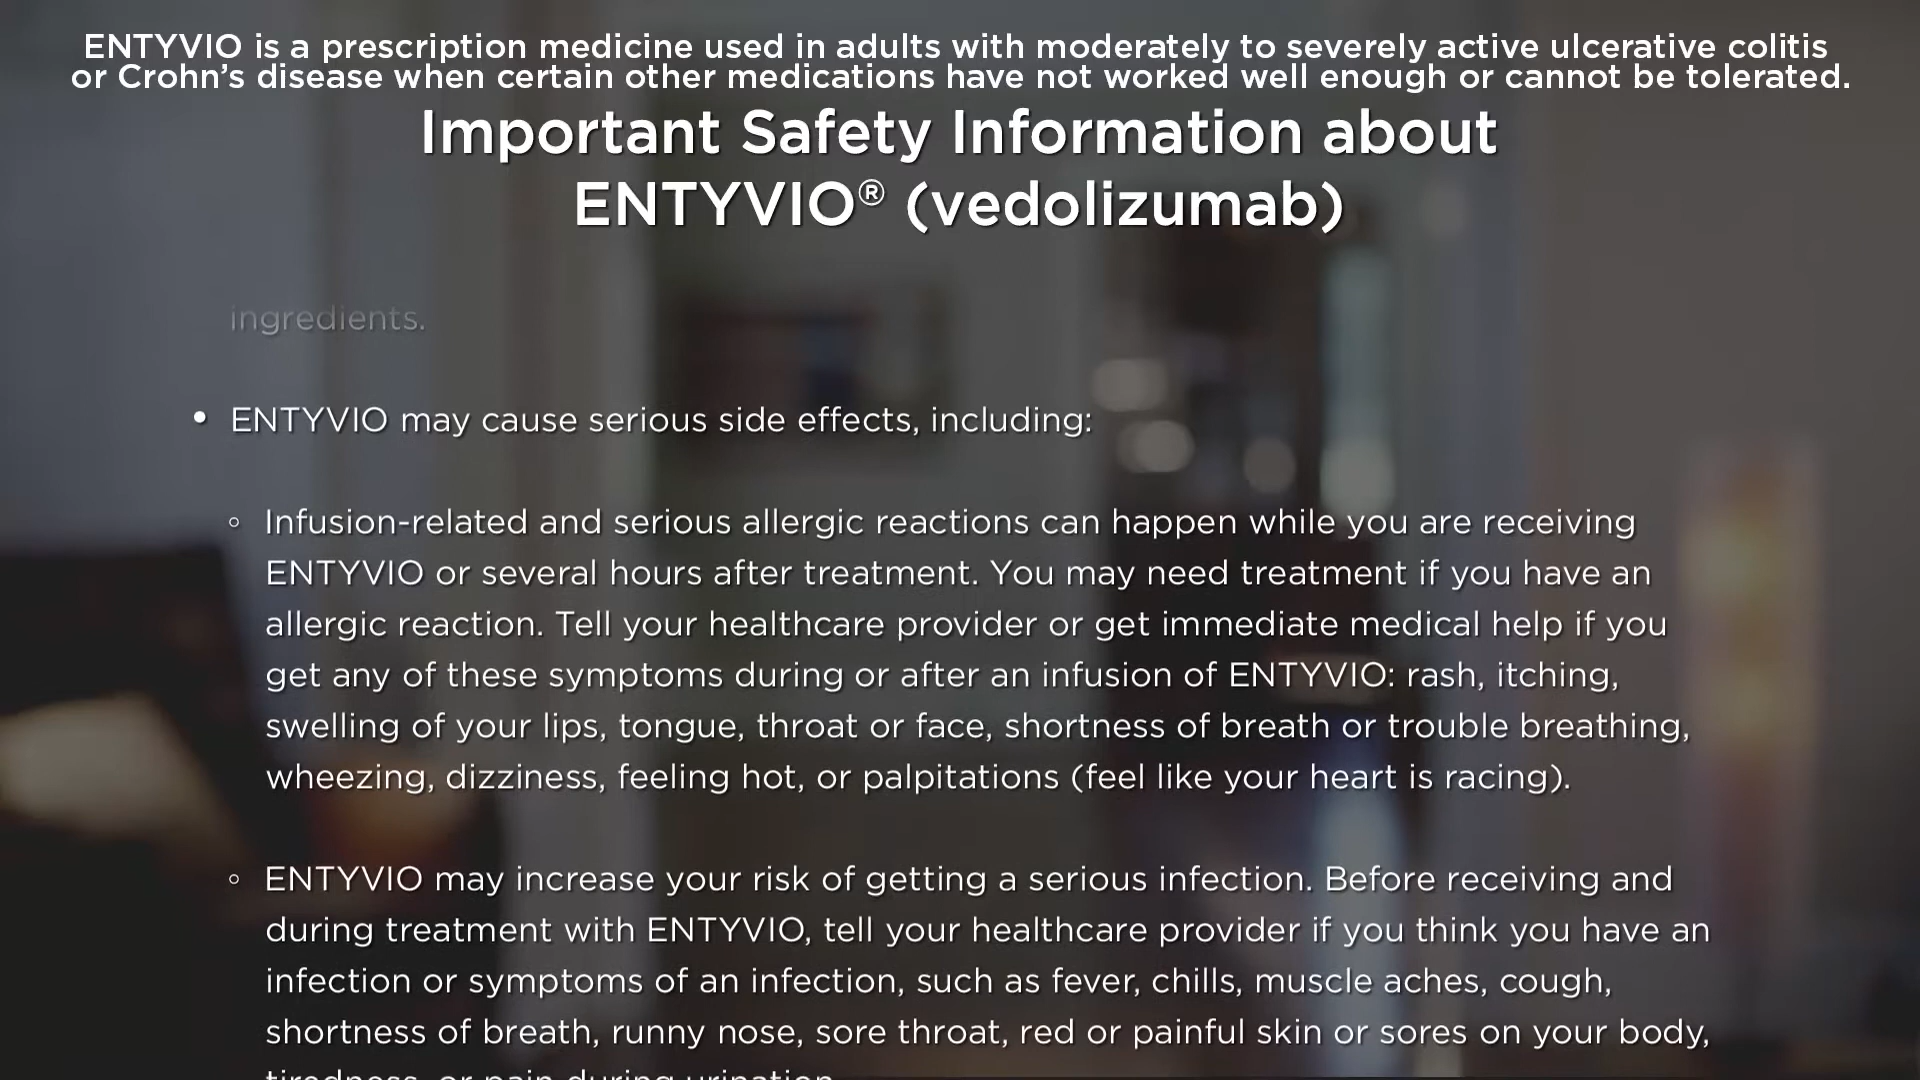 ENTYVIO is a prescription medicine used in adults with moderately to severely active ulcerative colitis
or Crohn’s disease when certain other medications have not worked well enough or cannot be tolerated.
Important Safety Information about
ENTYVIO® (vedolizumab)
ingredients.
• ENTYVIO may cause serious side effects, including:
◦ Infusion-related and serious allergic reactions can happen while you are receiving
ENTYVIO or several hours after treatment. You may need treatment if you have an
allergic reaction. Tell your healthcare provider or get immediate medical help if you
get any of these symptoms during or after an infusion of ENTYVIO: rash, itching,
swelling of your lips, tongue, throat or face, shortness of breath or trouble breathing,
wheezing, dizziness, feeling hot, or palpitations (feel like your heart is racing).
◦ ENTYVIO may increase your risk of getting a serious infection. Before receiving and
during treatment with ENTYVIO, tell your healthcare provider if you think you have an
infection or symptoms of an infection, such as fever, chills, muscle aches, cough,
shortness of breath, runny nose, sore throat, red or painful skin or sores on your body,
tiredness, or pain during urination.